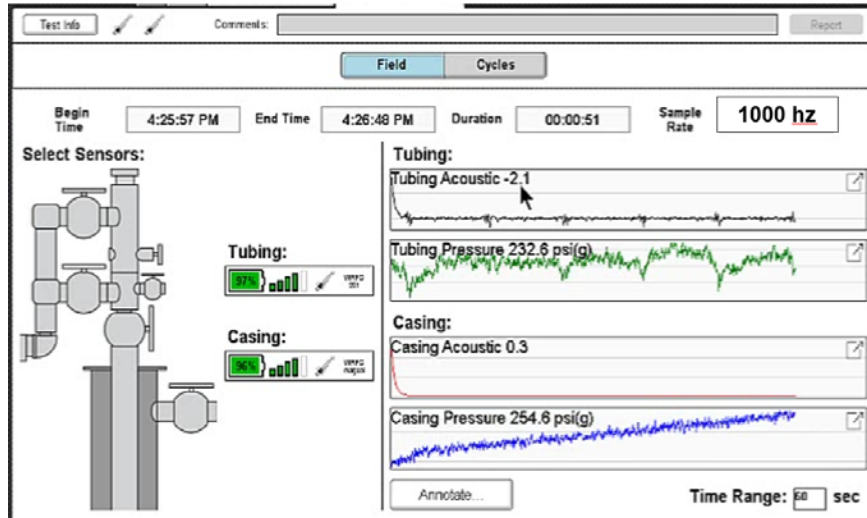 Test Info
Comments:
Report
Field
Cycles
Begin Time
4:25:57 PM
End Time
4:26:48 PM
Duration
00:00:51
Sample Rate
1000 hz
Select Sensors:
Tubing:
97%
Casing:
96%
Tubing:
Tubing Acoustic -2.1
Tubing Pressure 232.6 psi(g)
Casing:
Casing Acoustic 0.3
Casing Pressure 254.6 psi(g)
Annotate...
Time Range: 60 sec